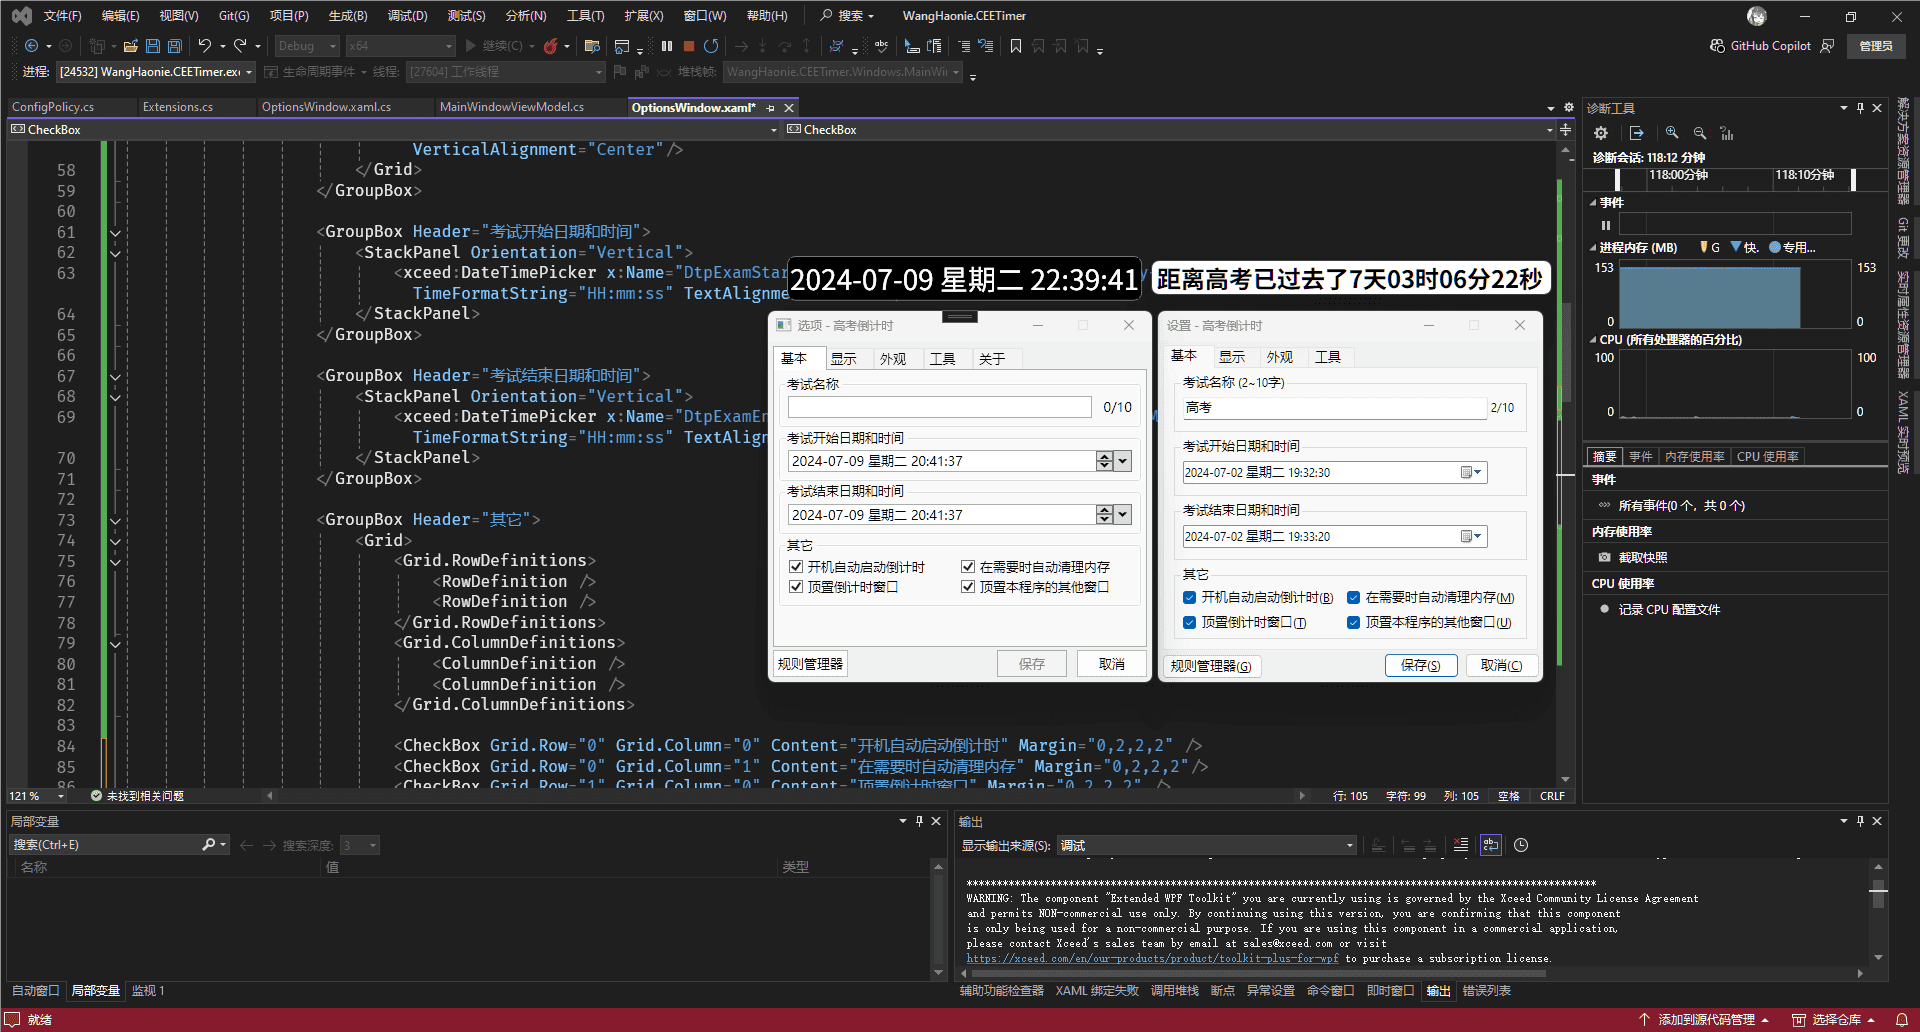 文件(F) 编辑(E) 视图(V) Git(G) 项目(P) 生成(B) 调试(D) 测试(S) 分析(N) 工具(T) 扩展(X) 窗口(W) 帮助(H) 搜索 WangHaonie.CEETimer
Debug x64 继续(C) GitHub Copilot 管理员
进程: [24532] WangHaonie.CEETimer.exe 生命周期事件 线程: [27604] 工作线程 堆栈帧: WangHaonie.CEETimer.Windows.MainWi
ConfigPolicy.cs Extensions.cs OptionsWindow.xaml.cs MainWindowViewModel.cs OptionsWindow.xaml*
CheckBox CheckBox
VerticalAlignment="Center"/>
58 </Grid>
59 </GroupBox>
60
61 <GroupBox Header="考试开始日期和时间">
62 <StackPanel Orientation="Vertical">
63 <xceed:DateTimePicker x:Name="DtpExamStar
TimeFormatString="HH:mm:ss" TextAlignme
64 </StackPanel>
65 </GroupBox>
66
67 <GroupBox Header="考试结束日期和时间">
68 <StackPanel Orientation="Vertical">
69 <xceed:DateTimePicker x:Name="DtpExamEn
TimeFormatString="HH:mm:ss" TextAlign
70 </StackPanel>
71 </GroupBox>
72
73 <GroupBox Header="其它">
74 <Grid>
75 <Grid.RowDefinitions>
76 <RowDefinition />
77 <RowDefinition />
78 </Grid.RowDefinitions>
79 <Grid.ColumnDefinitions>
80 <ColumnDefinition />
81 <ColumnDefinition />
82 </Grid.ColumnDefinitions>
83
84 <CheckBox Grid.Row="0" Grid.Column="0" Content="开机自动启动倒计时" Margin="0,2,2,2" />
85 <CheckBox Grid.Row="0" Grid.Column="1" Content="在需要时自动清理内存" Margin="0,2,2,2"/>
86 <CheckBox Grid.Row="1" Grid.Column="0" Content="顶置倒计时窗口" Margin="0,2,2,2" />
121 % 未找到相关问题 行: 105 字符: 99 列: 105 空格 CRLF
2024-07-09 星期二 22:39:41
距离高考已过去了7天03时06分22秒
选项 - 高考倒计时
基本 显示 外观 工具 关于
考试名称
0/10
考试开始日期和时间
2024-07-09 星期二 20:41:37
考试结束日期和时间
2024-07-09 星期二 20:41:37
其它
开机自动启动倒计时 在需要时自动清理内存
顶置倒计时窗口 顶置本程序的其他窗口
规则管理器 保存 取消
设置 - 高考倒计时
基本 显示 外观 工具
考试名称 (2~10字)
高考 2/10
考试开始日期和时间
2024-07-02 星期二 19:32:30
考试结束日期和时间
2024-07-02 星期二 19:33:20
其它
开机自动启动倒计时(B) 在需要时自动清理内存(M)
顶置倒计时窗口(T) 顶置本程序的其他窗口(U)
规则管理器(G) 保存(S) 取消(C)
诊断工具
诊断会话: 118:12 分钟
118:00分钟 118:10分钟
事件
进程内存 (MB) G 快. 专用...
153 153
0 0
CPU (所有处理器的百分比)
100 100
0 0
摘要 事件 内存使用率 CPU 使用率
事件
所有事件(0 个，共 0 个)
内存使用率
截取快照
CPU 使用率
记录 CPU 配置文件
解决方案资源管理器
Git 更改
实时属性资源管理器
XAML 实时预览
局部变量
搜索(Ctrl+E) 搜索深度: 3
名称 值 类型
自动窗口 局部变量 监视 1
输出
显示输出来源(S): 调试
*********************************************************************************************************
WARNING: The component "Extended WPF Toolkit" you are currently using is governed by the Xceed Community License Agreement
and permits NON-commercial use only. By continuing using this version, you are confirming that this component
is only being used for a non-commercial purpose. If you are using this component in a commercial application,
please contact Xceed's sales team by email at sales@xceed.com or visit
https://xceed.com/en/our-products/product/toolkit-plus-for-wpf to purchase a subscription license.
辅助功能检查器 XAML 绑定失败 调用堆栈 断点 异常设置 命令窗口 即时窗口 输出 错误列表
就绪 添加到源代码管理 选择仓库